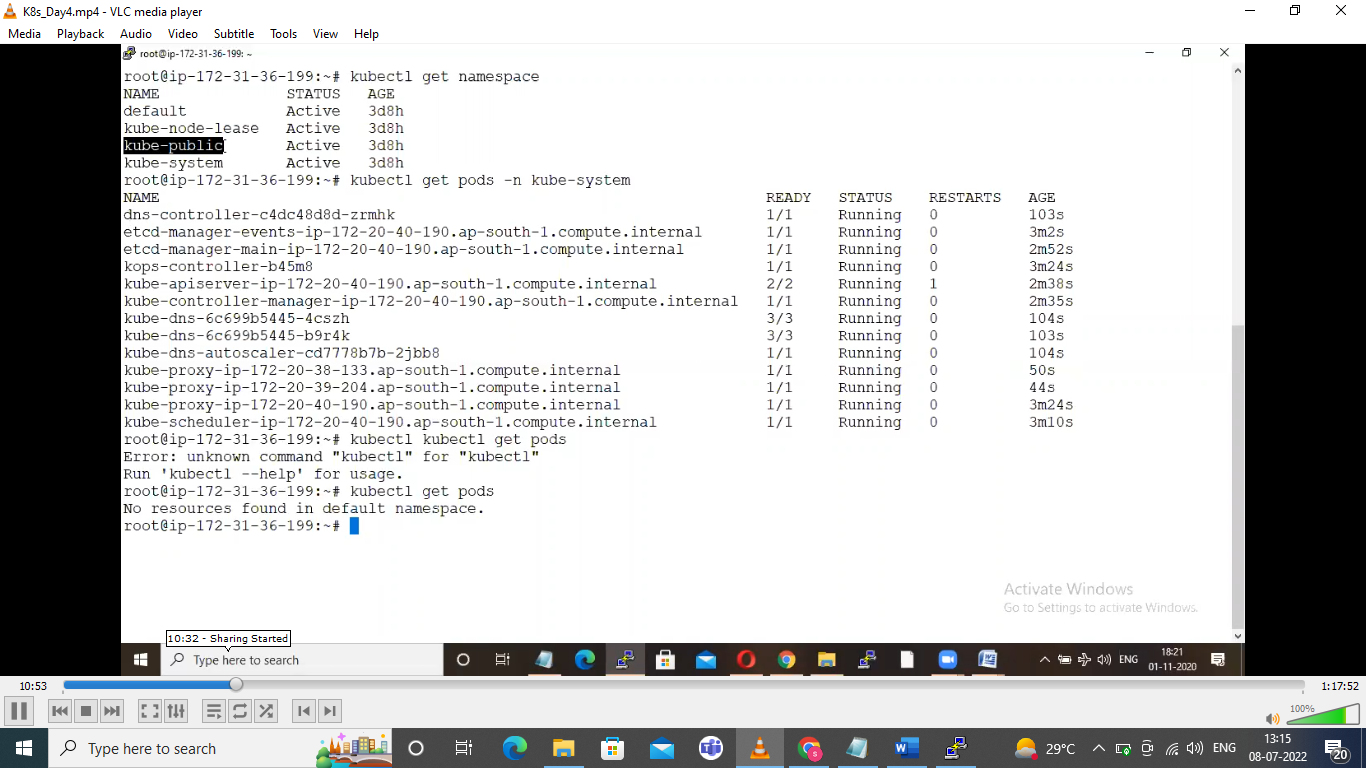 K8s_Day4.mp4 - VLC media player
Media Playback Audio Video Subtitle Tools View Help
root@ip-172-31-36-199: ~
root@ip-172-31-36-199:~# kubectl get namespace
NAME STATUS AGE
default Active 3d8h
kube-node-lease Active 3d8h
kube-public Active 3d8h
kube-system Active 3d8h
root@ip-172-31-36-199:~# kubectl get pods -n kube-system
NAME READY STATUS RESTARTS AGE
dns-controller-c4dc48d8d-zrmhk 1/1 Running 0 103s
etcd-manager-events-ip-172-20-40-190.ap-south-1.compute.internal 1/1 Running 0 3m2s
etcd-manager-main-ip-172-20-40-190.ap-south-1.compute.internal 1/1 Running 0 2m52s
kops-controller-b45m8 1/1 Running 0 3m24s
kube-apiserver-ip-172-20-40-190.ap-south-1.compute.internal 2/2 Running 1 2m38s
kube-controller-manager-ip-172-20-40-190.ap-south-1.compute.internal 1/1 Running 0 2m35s
kube-dns-6c699b5445-4cszh 3/3 Running 0 104s
kube-dns-6c699b5445-b9r4k 3/3 Running 0 103s
kube-dns-autoscaler-cd7778b7b-2jbb8 1/1 Running 0 104s
kube-proxy-ip-172-20-38-133.ap-south-1.compute.internal 1/1 Running 0 50s
kube-proxy-ip-172-20-39-204.ap-south-1.compute.internal 1/1 Running 0 44s
kube-proxy-ip-172-20-40-190.ap-south-1.compute.internal 1/1 Running 0 3m24s
kube-scheduler-ip-172-20-40-190.ap-south-1.compute.internal 1/1 Running 0 3m10s
root@ip-172-31-36-199:~# kubectl kubectl get pods
Error: unknown command "kubectl" for "kubectl"
Run 'kubectl --help' for usage.
root@ip-172-31-36-199:~# kubectl get pods
No resources found in default namespace.
root@ip-172-31-36-199:~#
Activate Windows
Go to Settings to activate Windows.
10:32 - Sharing Started
Type here to search
ENG
18:21
01-11-2020
10:53
1:17:52
100%
Type here to search
29°C
ENG
13:15
08-07-2022
20